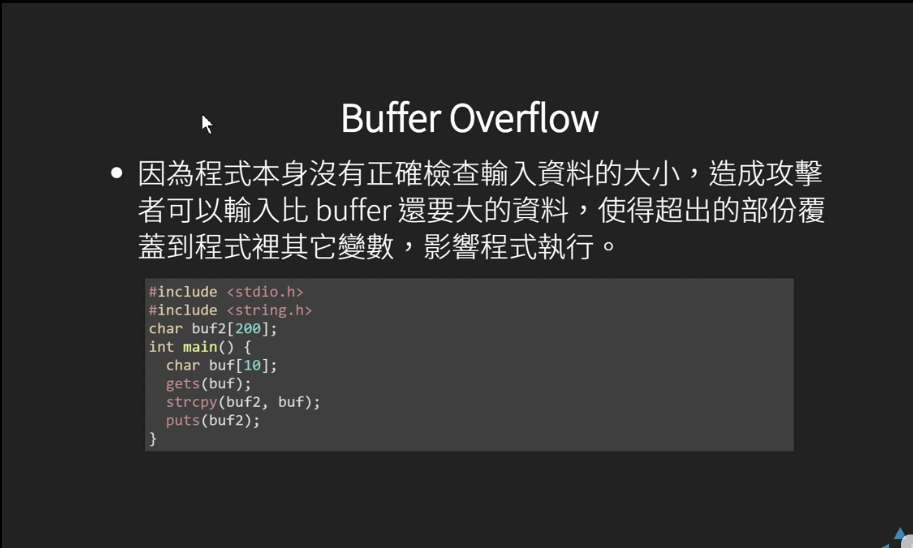 Buffer Overflow
因為程式本身沒有正確檢查輸入資料的大小，造成攻擊
者可以輸入比 buffer 還要大的資料，使得超出的部份覆
蓋到程式裡其它變數，影響程式執行。
#include <stdio.h>
#include <string.h>
char buf2[200];
int main() {
  char buf[10];
  gets(buf);
  strcpy(buf2, buf);
  puts(buf2);
}